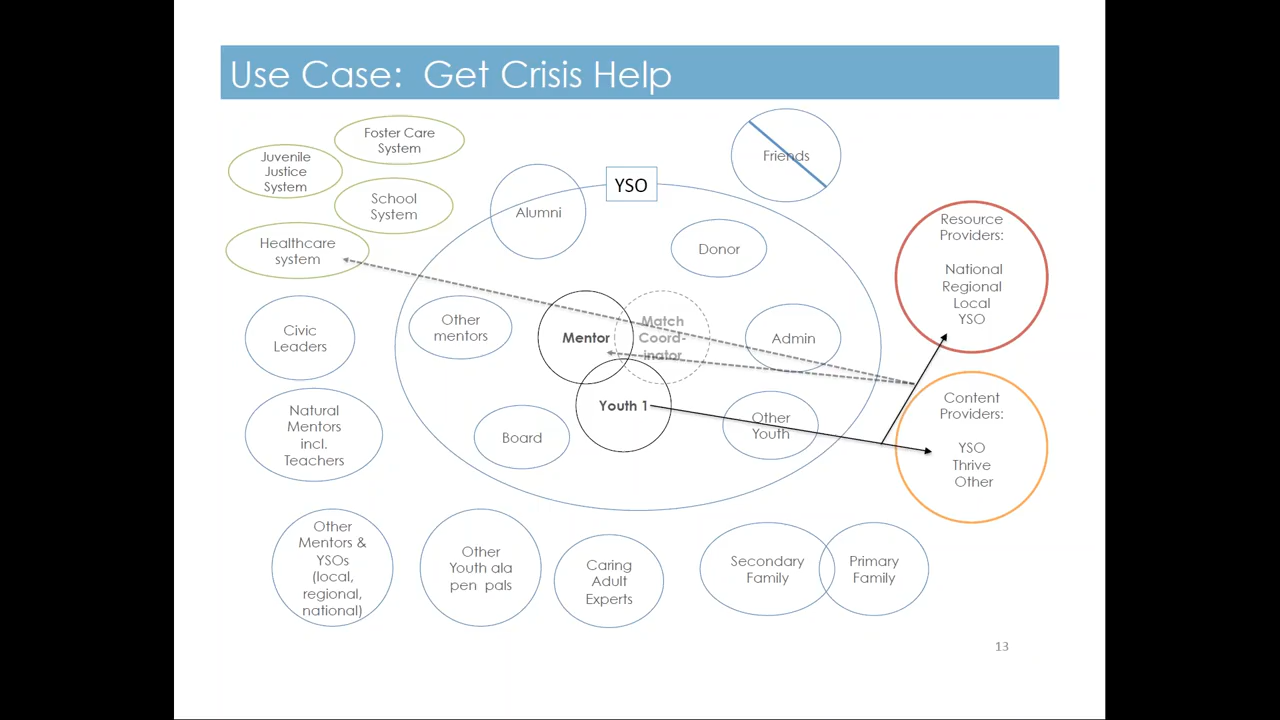 Use Case:  Get Crisis Help
Foster Care
System
Juvenile
Justice
System
School
System
Healthcare
system
Civic
Leaders
Natural
Mentors
incl.
Teachers
YSO
Alumni
Donor
Other
mentors
Mentor
Match
Coord-
inator
Admin
Youth 1
Board
Other
Youth
Friends
Resource
Providers:
National
Regional
Local
YSO
Content
Providers:
YSO
Thrive
Other
Other
Mentors &
YSOs
(local,
regional,
national)
Other
Youth ala
pen  pals
Caring
Adult
Experts
Secondary
Family
Primary
Family
13